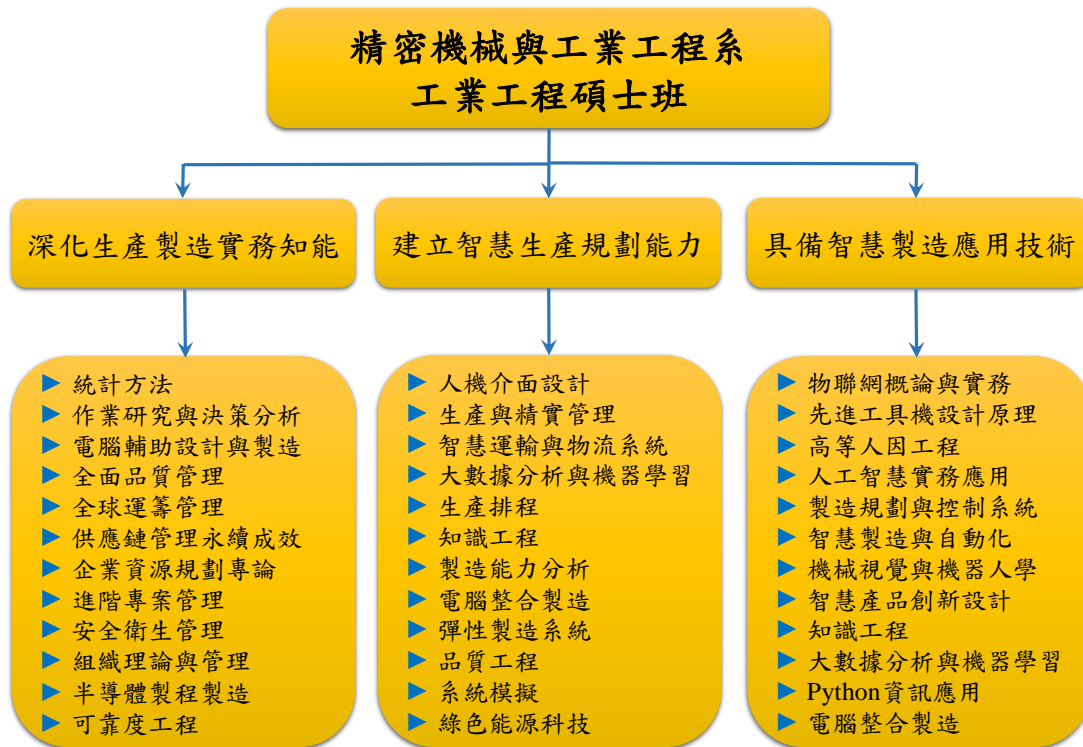 精密機械與工業工程系
工業工程碩士班
深化生產製造實務知能
建立智慧生產規劃能力
具備智慧製造應用技術
統計方法
作業研究與決策分析
電腦輔助設計與製造
全面品質管理
全球運籌管理
供應鏈管理永續成效
企業資源規劃專論
進階專案管理
安全衛生管理
組織理論與管理
半導體製程製造
可靠度工程
人機介面設計
生產與精實管理
智慧運輸與物流系統
大數據分析與機器學習
生產排程
知識工程
製造能力分析
電腦整合製造
彈性製造系統
品質工程
系統模擬
綠色能源科技
物聯網概論與實務
先進工具機設計原理
高等人因工程
人工智慧實務應用
製造規劃與控制系統
智慧製造與自動化
機械視覺與機器人學
智慧產品創新設計
知識工程
大數據分析與機器學習
Python資訊應用
電腦整合製造